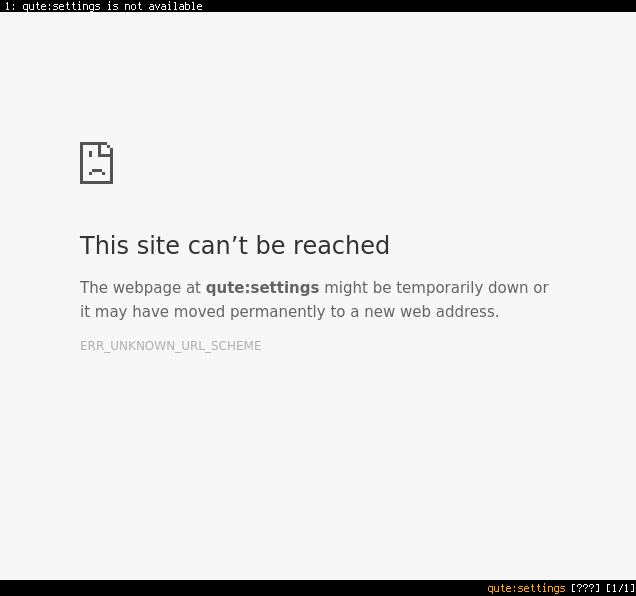 1: qute:settings is not available
This site can’t be reached
The webpage at qute:settings might be temporarily down or
it may have moved permanently to a new web address.
ERR_UNKNOWN_URL_SCHEME
qute:settings [???] [1/1]